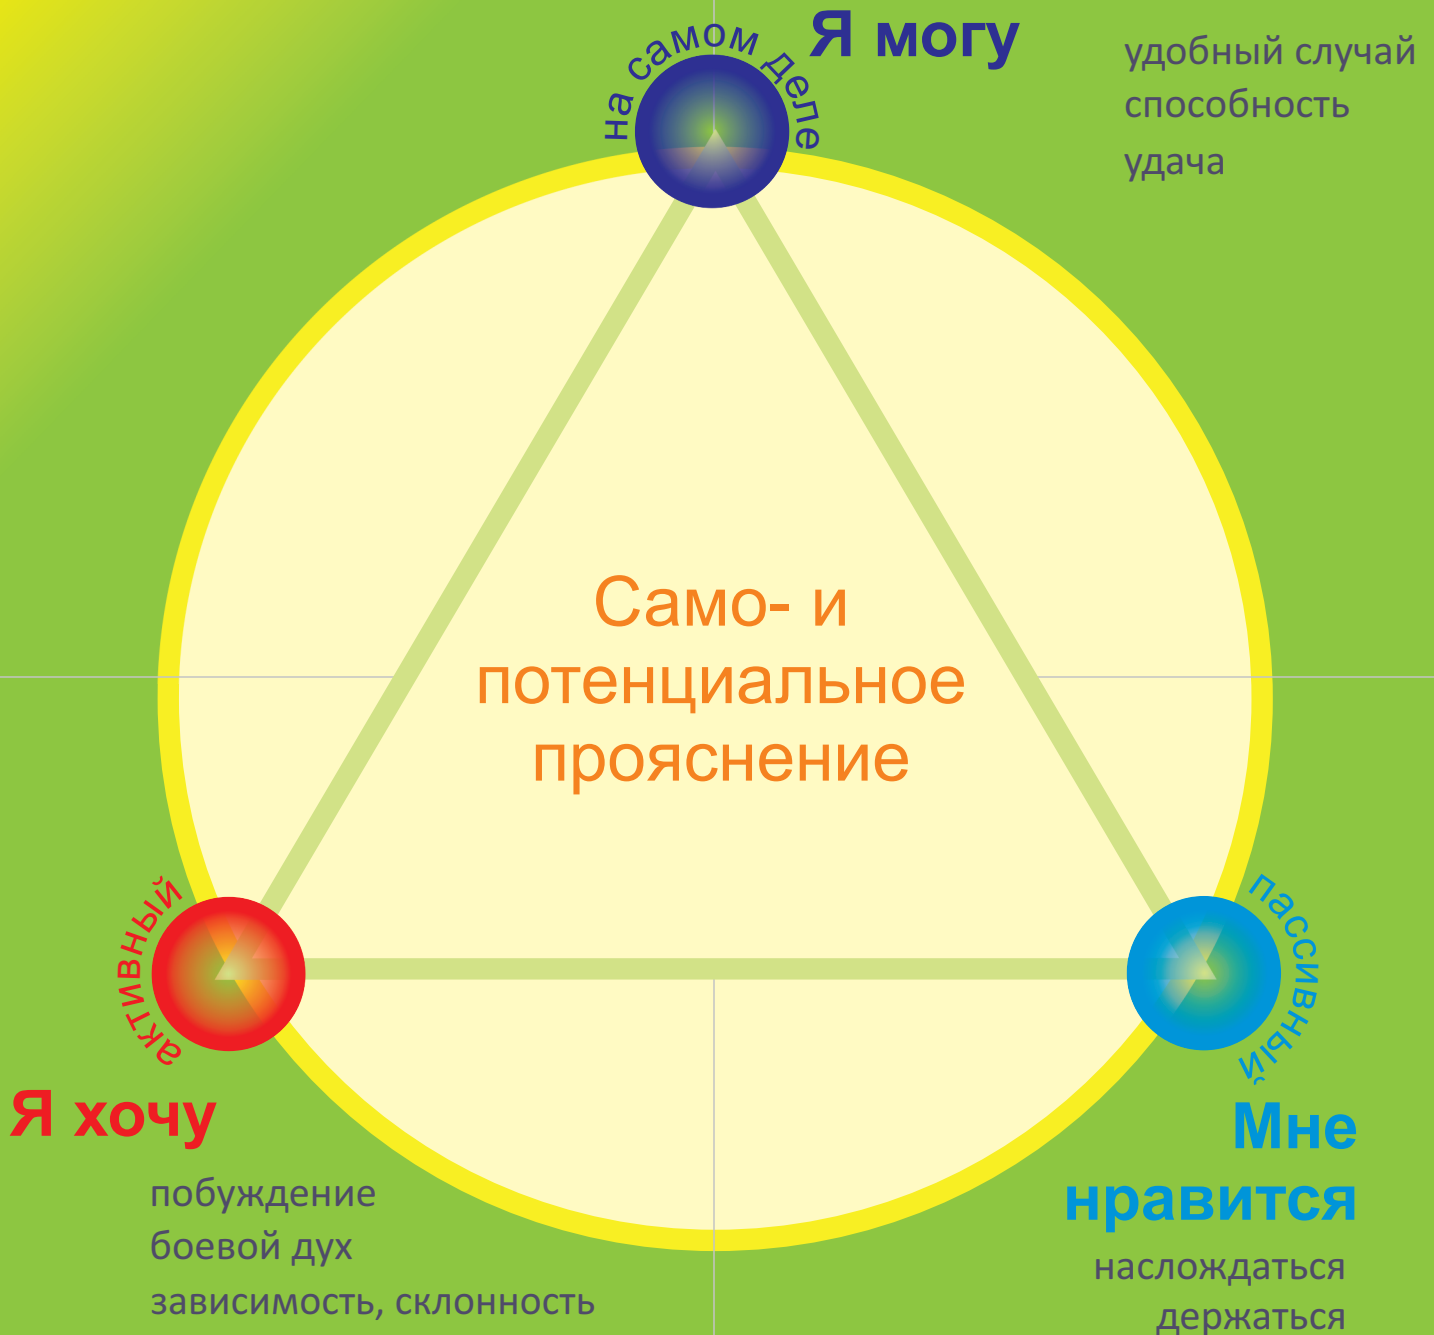 на самом деле
Я могу
удобный случай
способность
удача
Само- и
потенциальное
прояснение
активный
Я хочу
побуждение
боевой дух
зависимость, склонность
пассивный
Мне
нравится
наслождаться
держаться